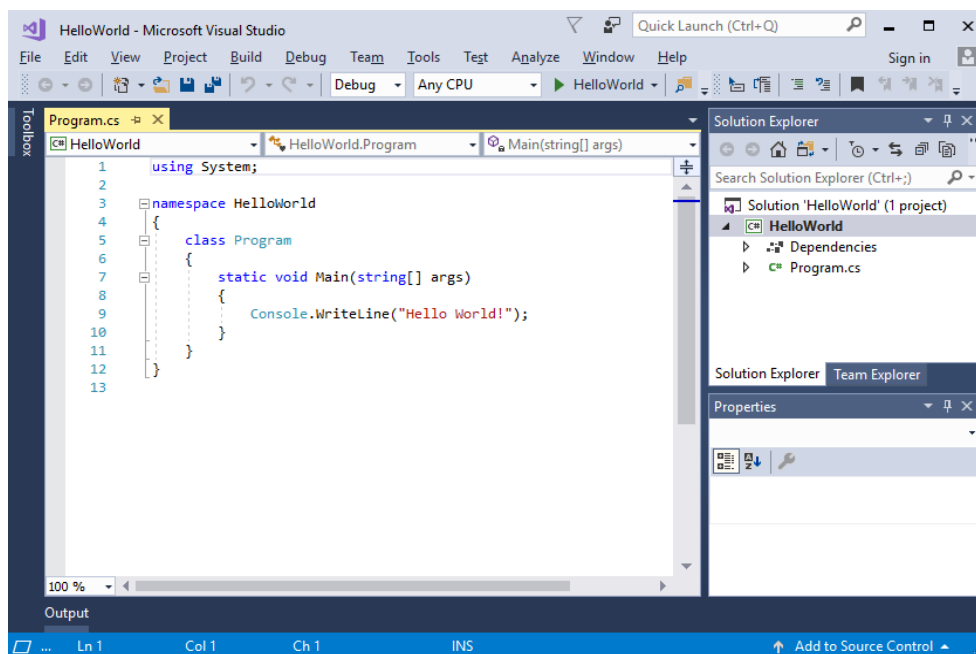 HelloWorld - Microsoft Visual Studio
Quick Launch (Ctrl+Q)
File Edit View Project Build Debug Team Tools Test Analyze Window Help Sign in
Debug Any CPU HelloWorld
Toolbox
Program.cs
HelloWorld HelloWorld.Program Main(string[] args)
1 using System;
2
3 namespace HelloWorld
4 {
5 class Program
6 {
7 static void Main(string[] args)
8 {
9 Console.WriteLine("Hello World!");
10 }
11 }
12 }
13
100 %
Solution Explorer
Search Solution Explorer (Ctrl+;)
Solution 'HelloWorld' (1 project)
C# HelloWorld
Dependencies
C# Program.cs
Solution Explorer Team Explorer
Properties
Output
... Ln 1 Col 1 Ch 1 INS Add to Source Control